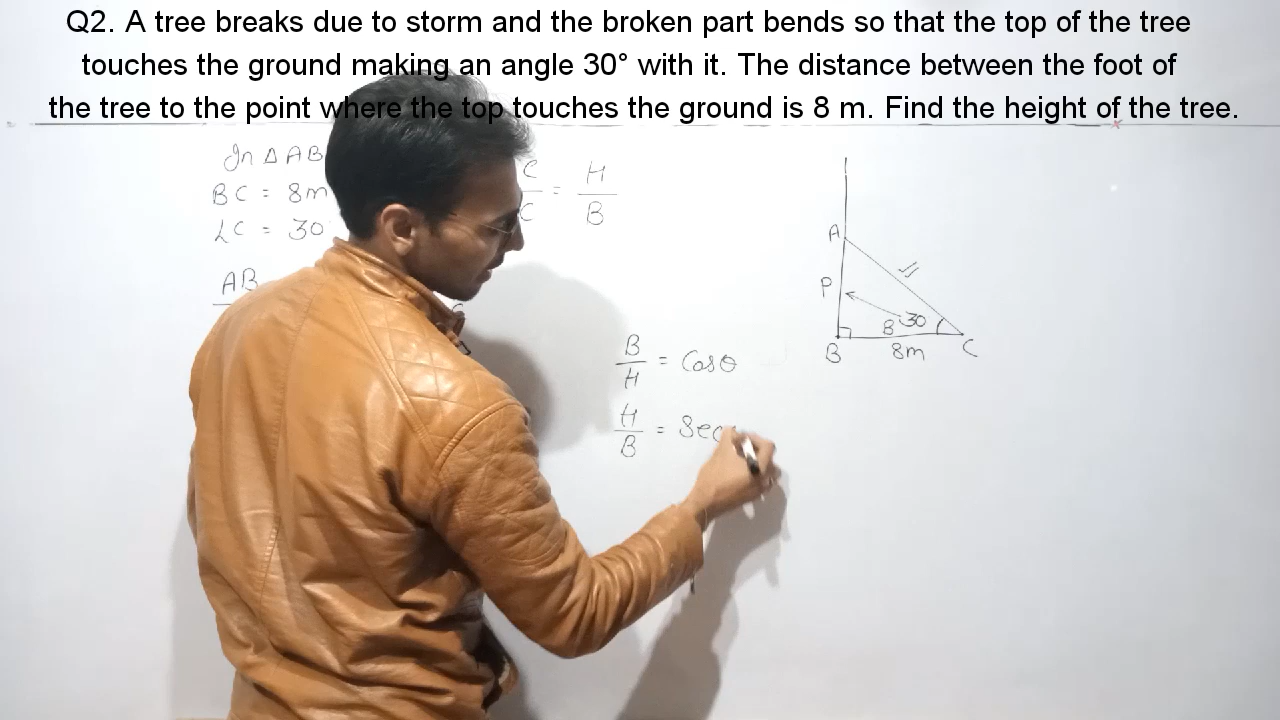 Q2. A tree breaks due to storm and the broken part bends so that the top of the tree
touches the ground making an angle 30° with it. The distance between the foot of
the tree to the point where the top touches the ground is 8 m. Find the height of the tree.
In Δ AB
BC = 8m
∠C = 30
AB
C
C
=
H
B
B
H
= Cosθ
H
B
= Sec
A
P
B
30
B
8m
C